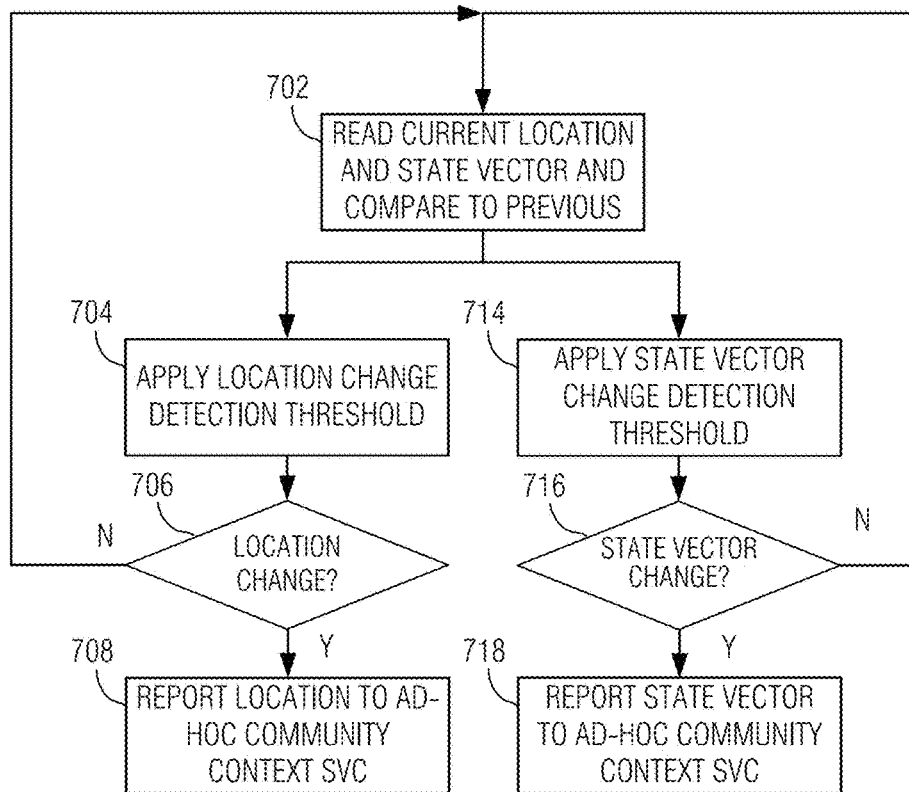 702
READ CURRENT LOCATION
AND STATE VECTOR AND
COMPARE TO PREVIOUS
704
APPLY LOCATION CHANGE
DETECTION THRESHOLD
714
APPLY STATE VECTOR
CHANGE DETECTION
THRESHOLD
706
N
LOCATION
CHANGE?
Y
716
N
STATE VECTOR
CHANGE?
Y
708
REPORT LOCATION TO AD-
HOC COMMUNITY
CONTEXT SVC
718
REPORT STATE VECTOR
TO AD-HOC COMMUNITY
CONTEXT SVC